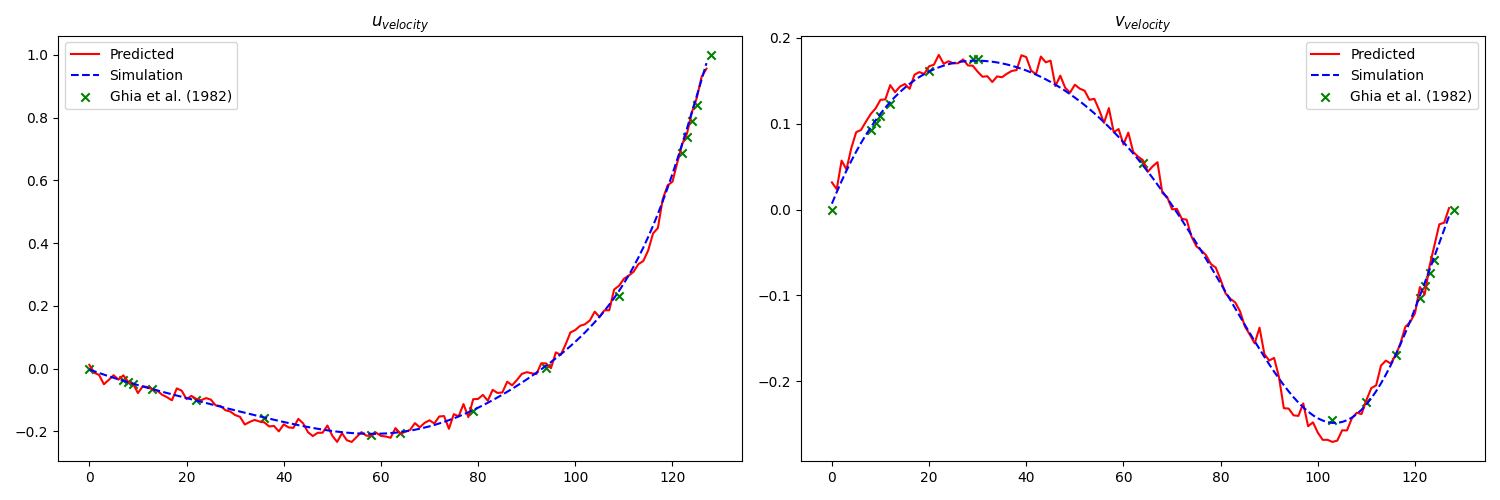 u_velocity
Predicted
Simulation
Ghia et al. (1982)
1.0
0.8
0.6
0.4
0.2
0.0
−0.2
0 20 40 60 80 100 120
v_velocity
Predicted
Simulation
Ghia et al. (1982)
0.2
0.1
0.0
−0.1
−0.2
0 20 40 60 80 100 120